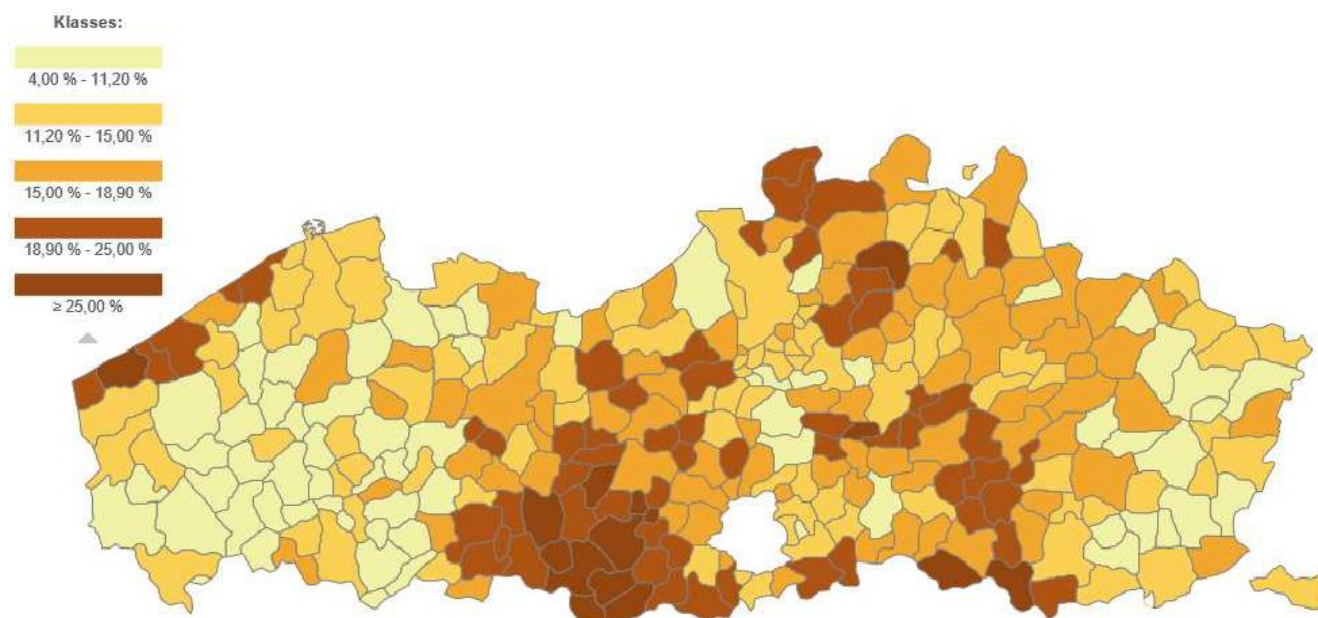 Klasses:
4,00 % - 11,20 %
11,20 % - 15,00 %
15,00 % - 18,90 %
18,90 % - 25,00 %
≥ 25,00 %